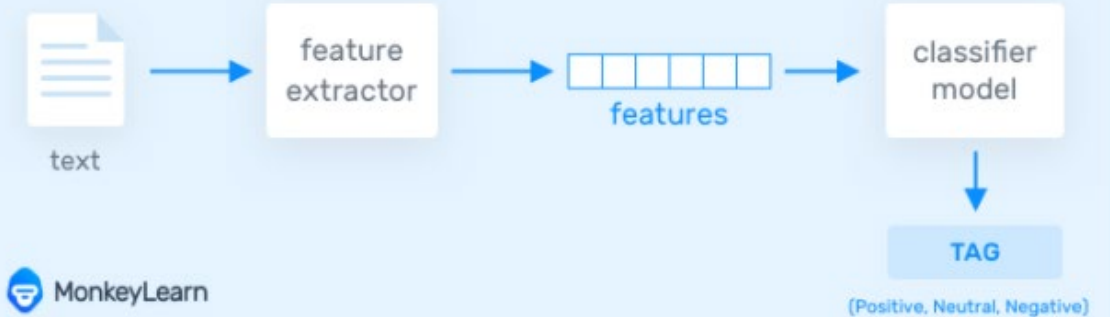 text
feature
extractor
features
classifier
model
TAG
(Positive, Neutral, Negative)
MonkeyLearn